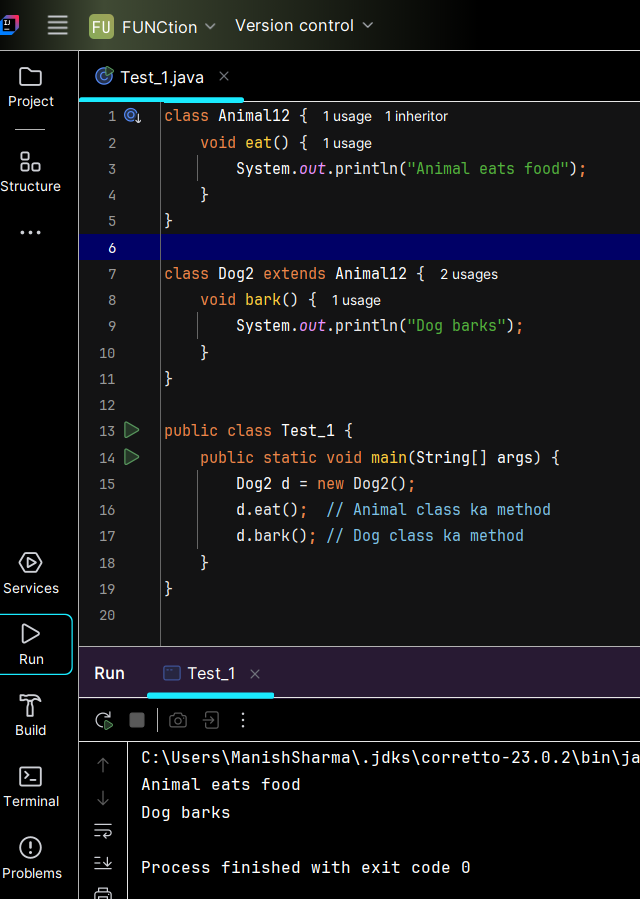 FU FUNCtion Version control
Test_1.java
Project
Structure
1 class Animal12 { 1 usage 1 inheritor
2 void eat() { 1 usage
3 System.out.println("Animal eats food");
4 }
5 }
6
7 class Dog2 extends Animal12 { 2 usages
8 void bark() { 1 usage
9 System.out.println("Dog barks");
10 }
11 }
12
13 public class Test_1 {
14 public static void main(String[] args) {
15 Dog2 d = new Dog2();
16 d.eat(); // Animal class ka method
17 d.bark(); // Dog class ka method
18 }
19 }
20
Services
Run
Build
Terminal
Problems
Run Test_1
C:\Users\ManishSharma\.jdks\corretto-23.0.2\bin\ja
Animal eats food
Dog barks
Process finished with exit code 0